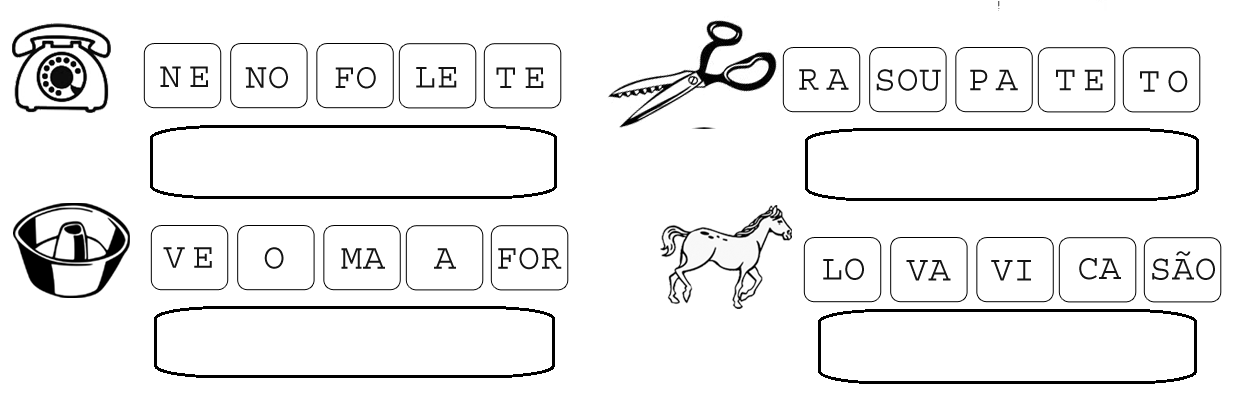 NE NO FO LE TE
RA SOU PA TE TO
VE O MA A FOR
LO VA VI CA SÃO